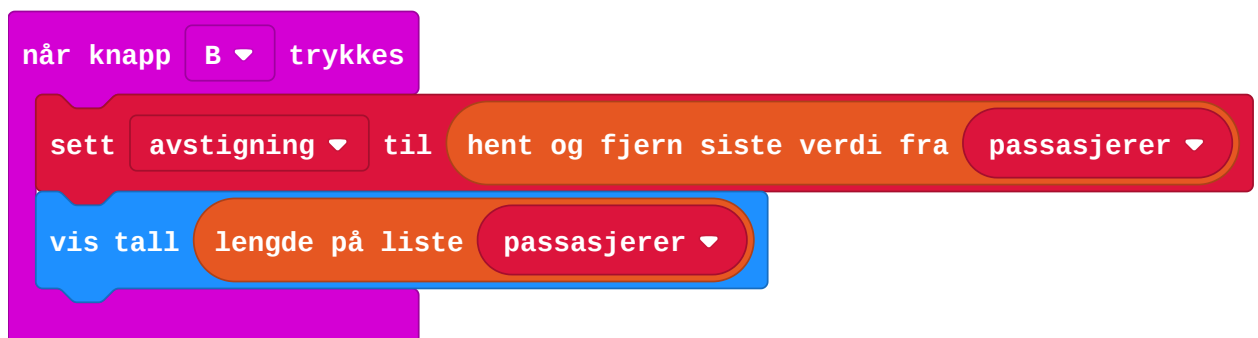 når knapp B trykkes
sett avstigning til hent og fjern siste verdi fra passasjerer
vis tall lengde på liste passasjerer